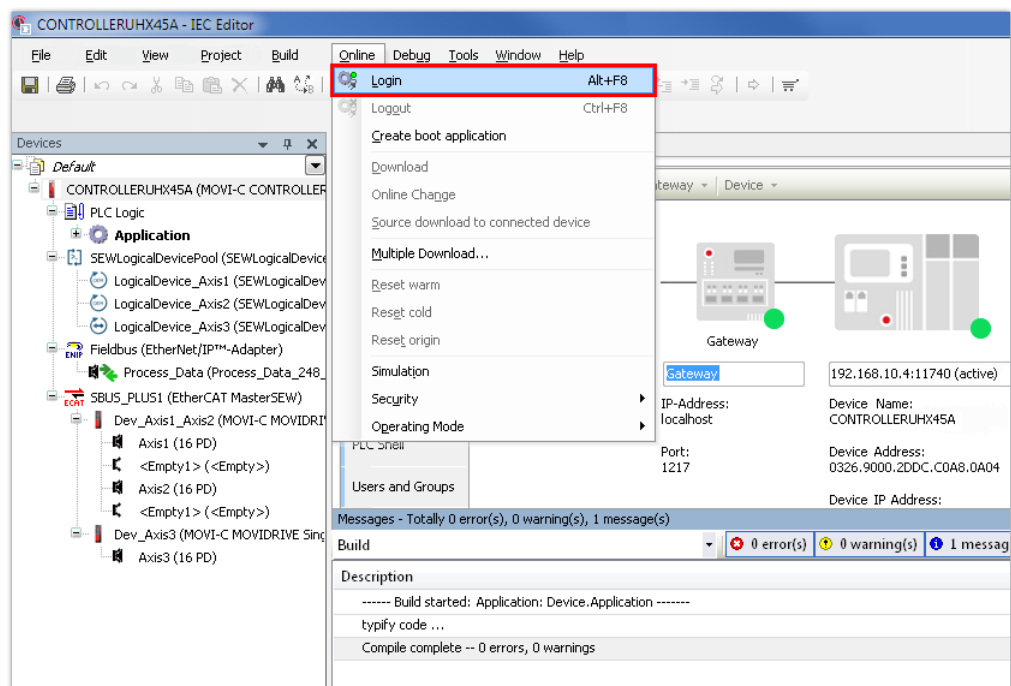 CONTROLLERUHX45A - IEC Editor
File Edit View Project Build Online Debug Tools Window Help
Login Alt+F8
Logout Ctrl+F8
Create boot application
Download
Online Change
Source download to connected device
Multiple Download...
Reset warm
Reset cold
Reset origin
Simulation
Security
Operating Mode
Devices
Default
CONTROLLERUHX45A (MOVI-C CONTROLLER
PLC Logic
Application
SEWLogicalDevicePool (SEWLogicalDevice
LogicalDevice_Axis1 (SEWLogicalDev
LogicalDevice_Axis2 (SEWLogicalDev
LogicalDevice_Axis3 (SEWLogicalDev
ENIP Fieldbus (EtherNet/IP™-Adapter)
Process_Data (Process_Data_248_
ECAT SBUS_PLUS1 (EtherCAT MasterSEW)
Dev_Axis1_Axis2 (MOVI-C MOVIDRI
Axis1 (16 PD)
<Empty1> (<Empty>)
Axis2 (16 PD)
<Empty1> (<Empty>)
Dev_Axis3 (MOVI-C MOVIDRIVE Sing
Axis3 (16 PD)
teway Device
Gateway
Gateway
192.168.10.4:11740 (active)
IP-Address:
localhost
Port:
1217
Device Name:
CONTROLLERUHX45A
Device Address:
0326.9000.2DDC.C0A8.0A04
Device IP Address:
PLC Shell
Users and Groups
Messages - Totally 0 error(s), 0 warning(s), 1 message(s)
Build 0 error(s) 0 warning(s) 1 messag
Description
------ Build started: Application: Device.Application -------
typify code ...
Compile complete -- 0 errors, 0 warnings